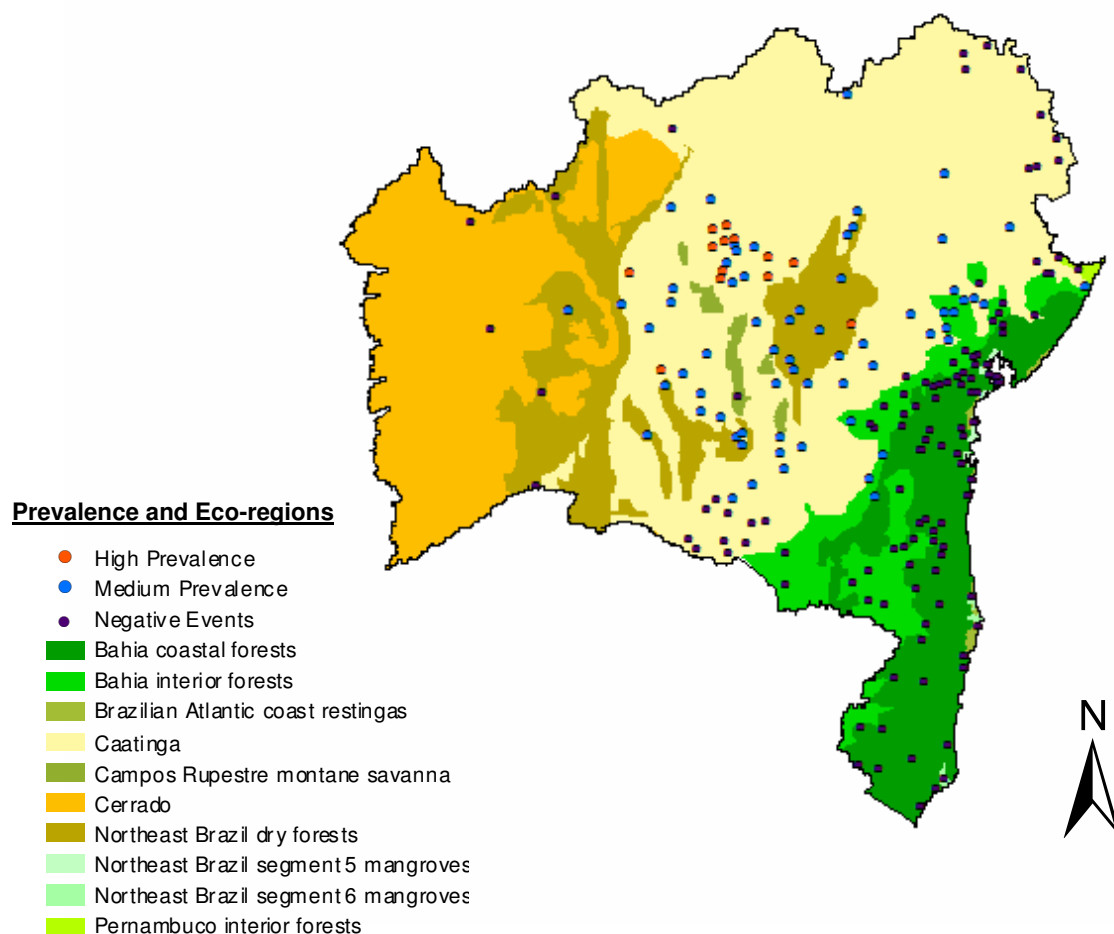 Prevalence and Eco-regions
High Prevalence
Medium Prevalence
Negative Events
Bahia coastal forests
Bahia interior forests
Brazilian Atlantic coast restingas
Caatinga
Campos Rupestre montane savanna
Cerrado
Northeast Brazil dry forests
Northeast Brazil segment 5 mangroves
Northeast Brazil segment 6 mangroves
Pernambuco interior forests
N